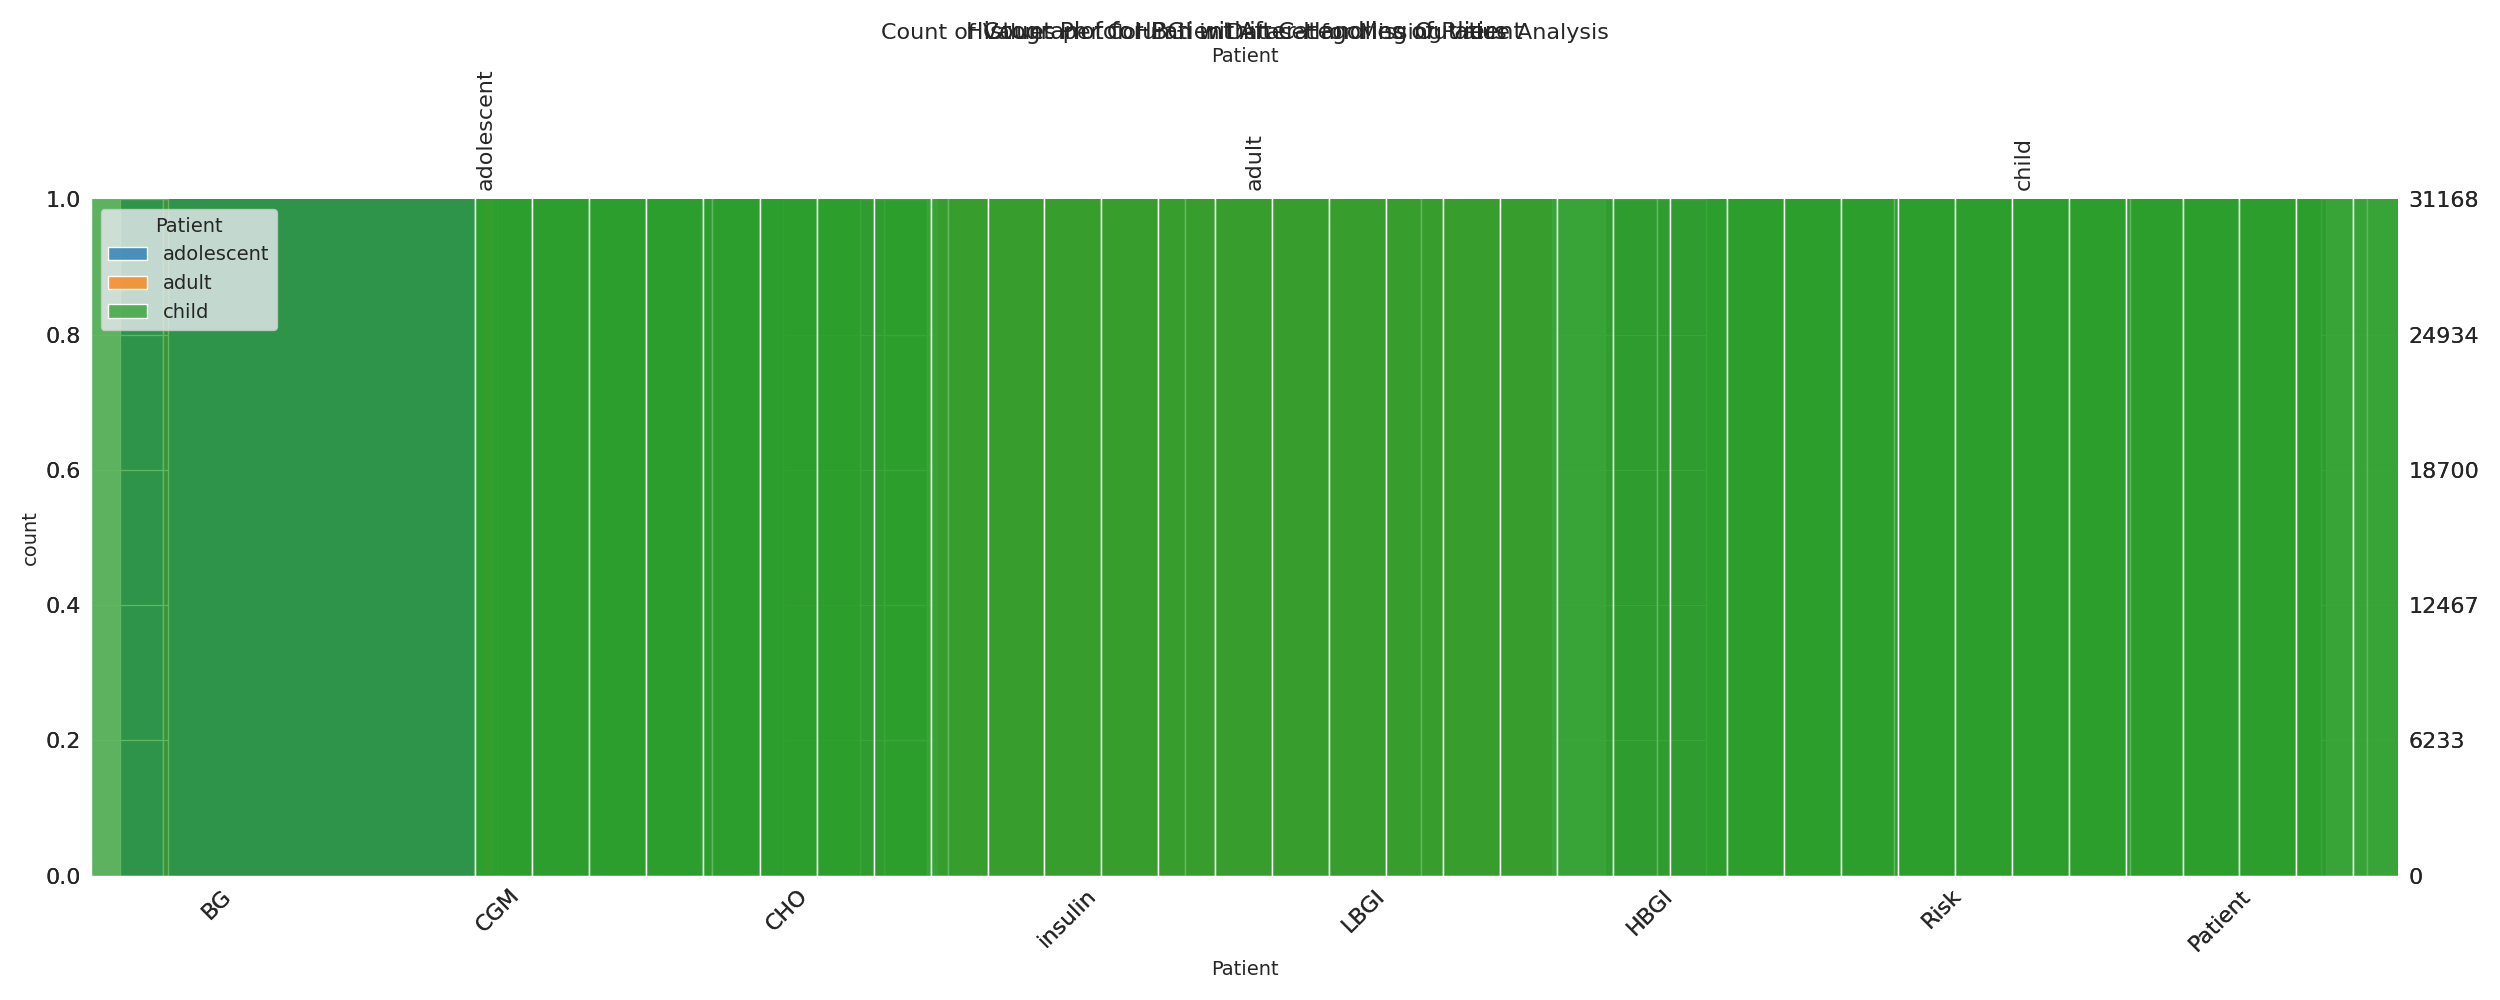 Patient
adolescent
adult
child
1.0
31168
Patient
adolescent
adult
child
0.8
24934
0.6
18700
count
0.4
12467
0.2
6233
0.0
0
BG
CGM
CHO
insulin
LBGI
HBGI
Risk
Patient
Patient